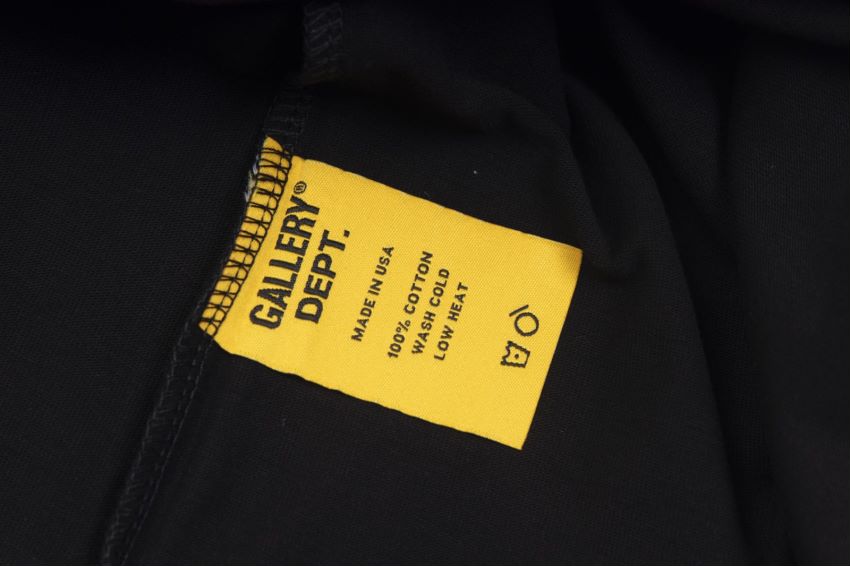 GALLERY®
DEPT.
MADE IN USA
100% COTTON
WASH COLD
LOW HEAT